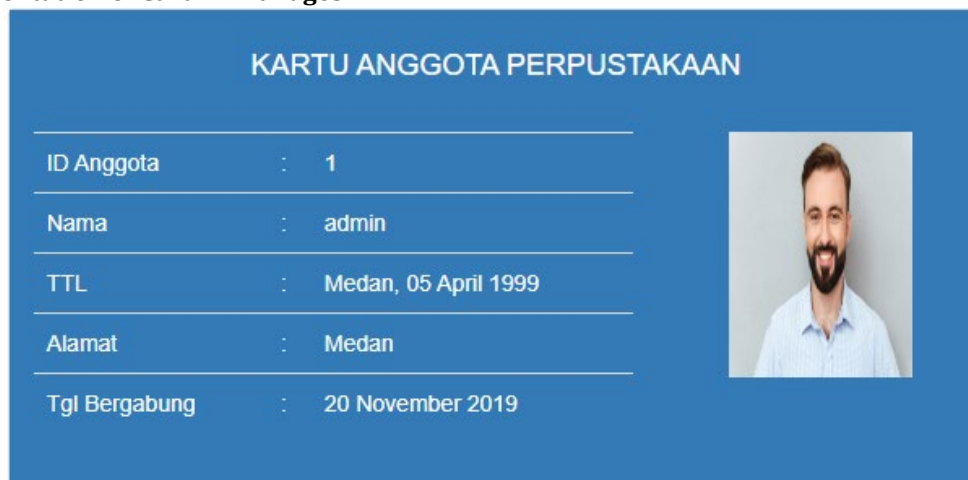 KARTU ANGGOTA PERPUSTAKAAN
ID Anggota : 1
Nama : admin
TTL : Medan, 05 April 1999
Alamat : Medan
Tgl Bergabung : 20 November 2019